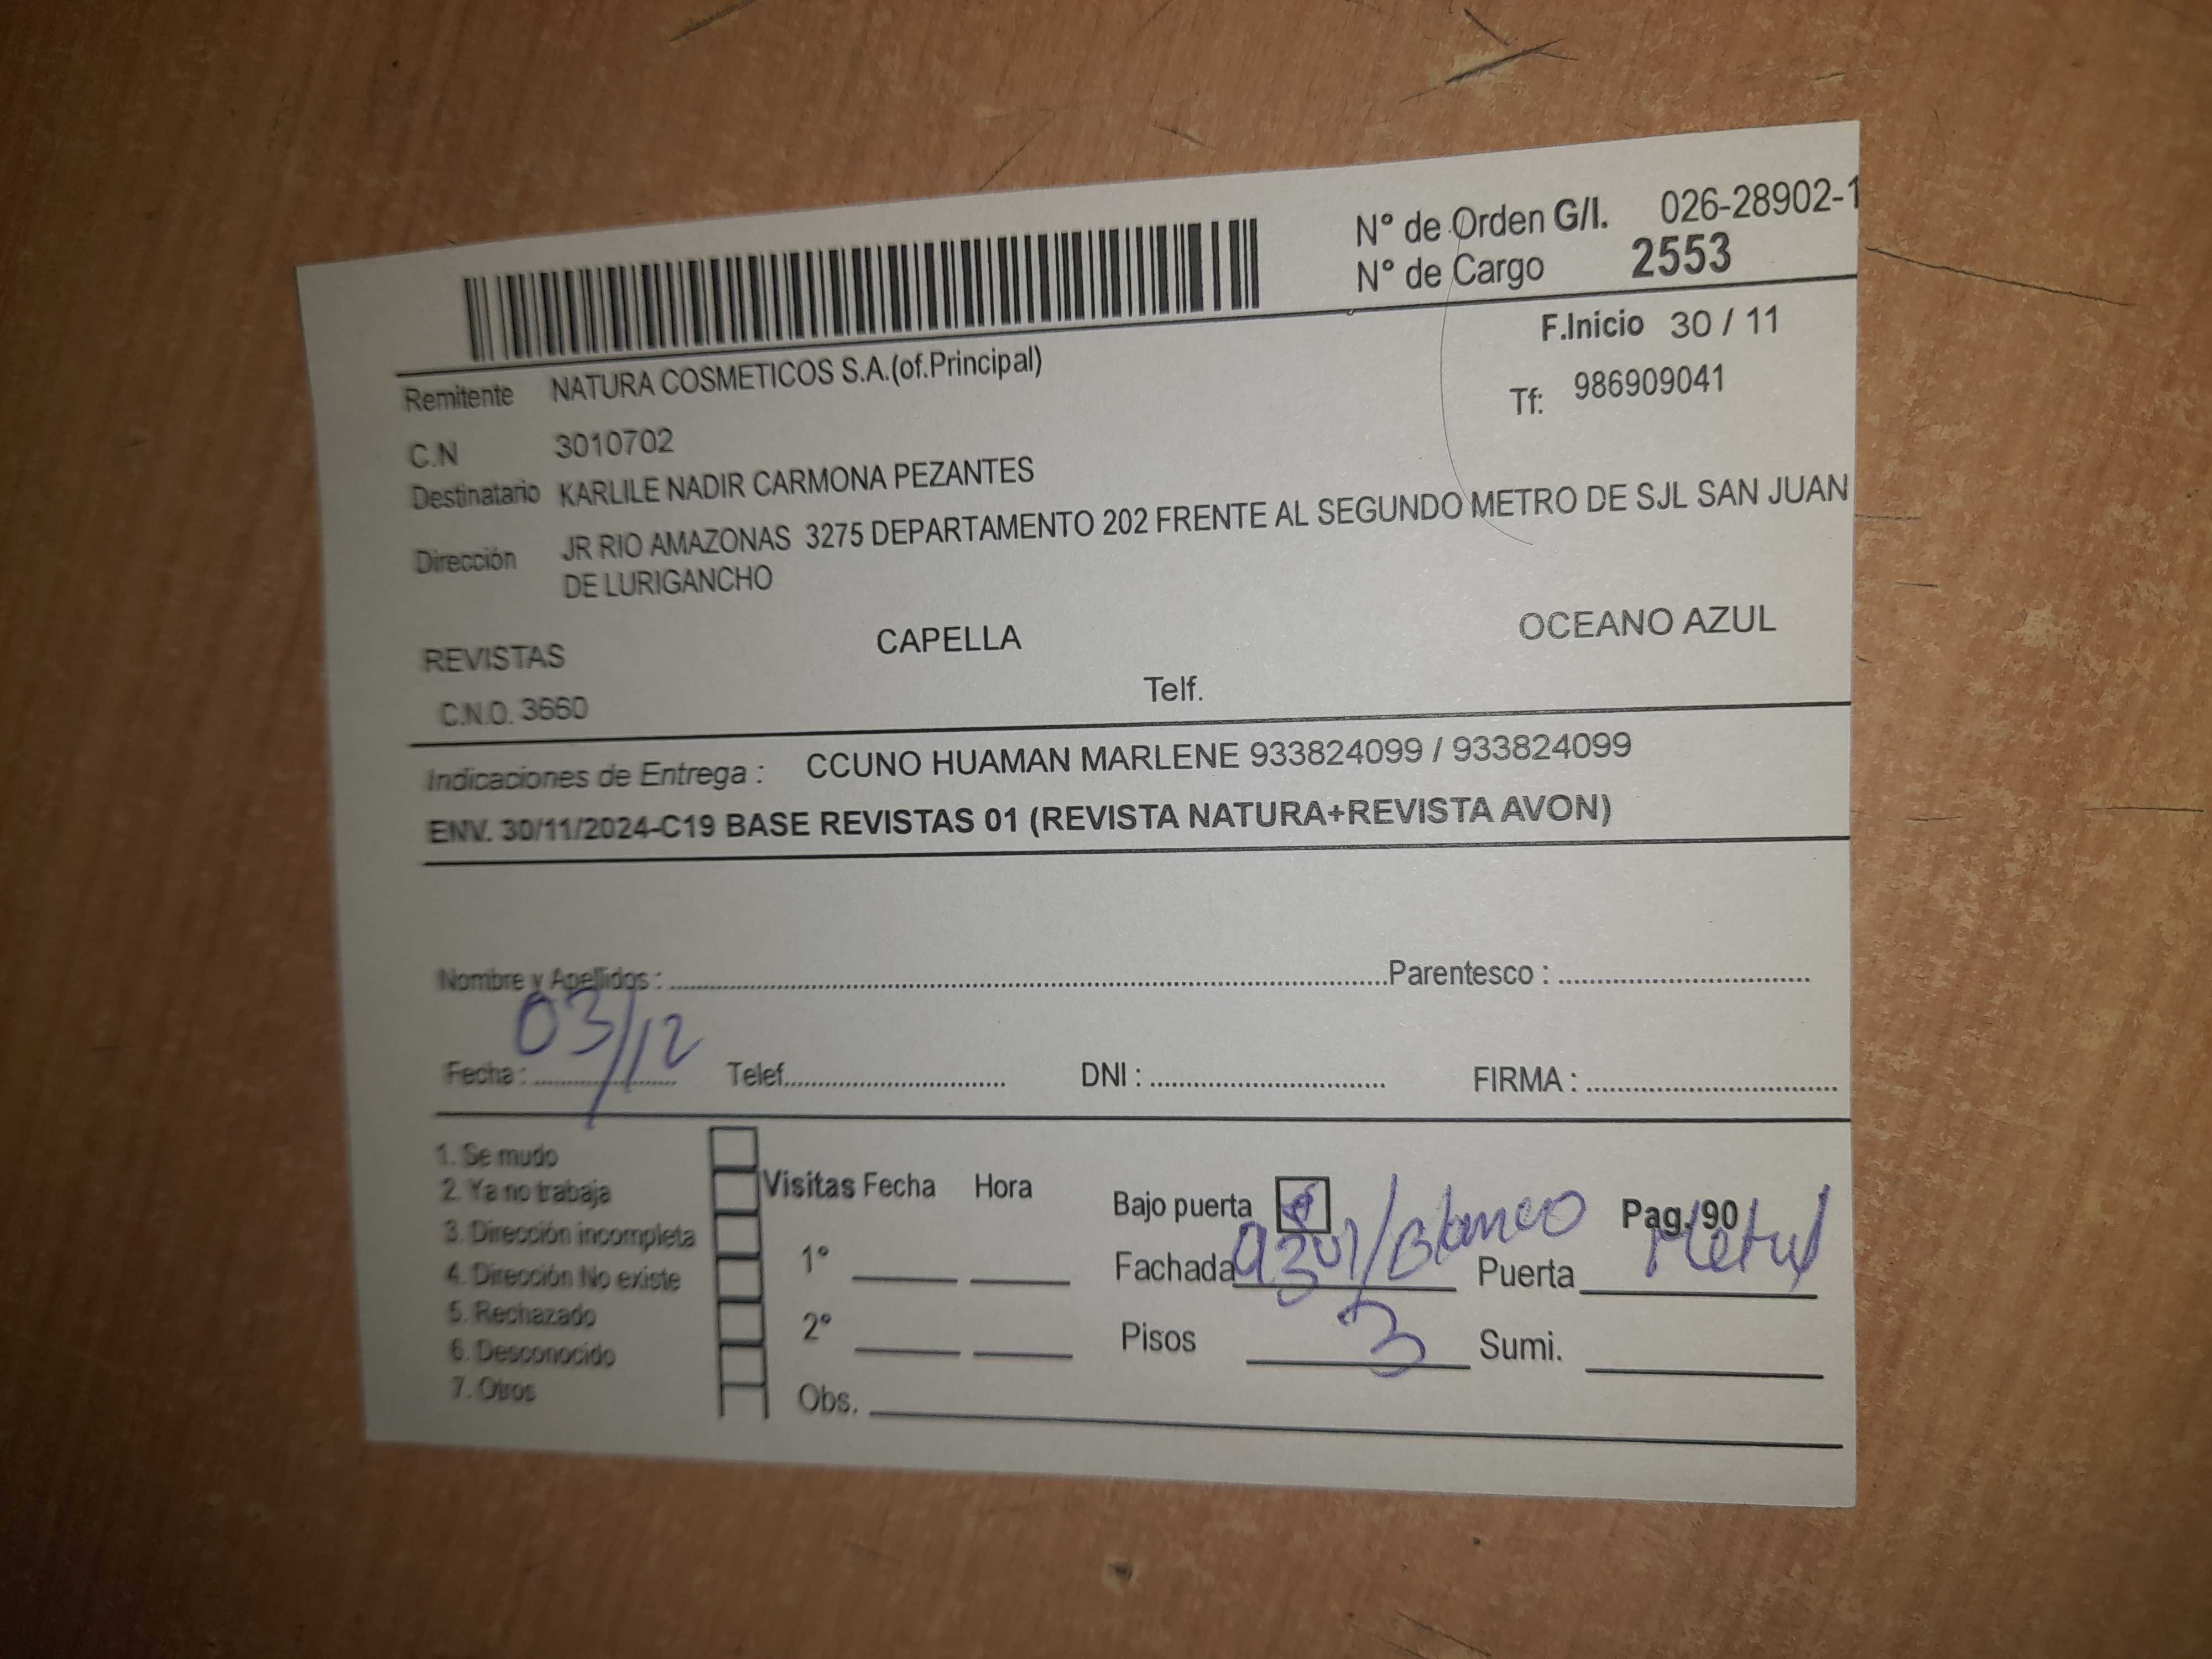 N° de Orden G/I. 026-28902-1
N° de Cargo 2553
F.Inicio 30 / 11
Remitente NATURA COSMETICOS S.A.(of.Principal)
Tf: 986909041
C.N 3010702
Destinatario KARLILE NADIR CARMONA PEZANTES
Dirección JR RIO AMAZONAS 3275 DEPARTAMENTO 202 FRENTE AL SEGUNDO METRO DE SJL SAN JUAN
DE LURIGANCHO
REVISTAS CAPELLA OCEANO AZUL
C.N.O. 3660 Telf.
Indicaciones de Entrega : CCUNO HUAMAN MARLENE 933824099 / 933824099
ENV. 30/11/2024-C19 BASE REVISTAS 01 (REVISTA NATURA+REVISTA AVON)
Nombre y Apellidos : Parentesco :
Fecha : 03/12 Telef. DNI : FIRMA :
1. Se mudo
2. Ya no trabaja
3. Dirección incompleta
4. Dirección No existe
5. Rechazado
6. Desconocido
7. Otros
Visitas Fecha Hora
1°
2°
Obs.
Bajo puerta Pag./90
Fachada azul/Blanco Puerta Metal
Pisos 3 Sumi.